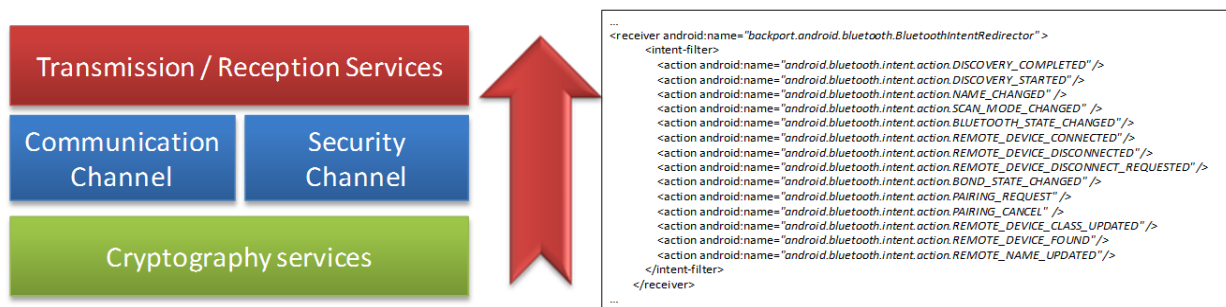 Transmission / Reception Services
Communication
Channel
Security
Channel
Cryptography services
...
<receiver android:name="backport.android.bluetooth.BluetoothIntentRedirector" >
<intent-filter>
<action android:name="android.bluetooth.intent.action.DISCOVERY_COMPLETED" />
<action android:name="android.bluetooth.intent.action.DISCOVERY_STARTED" />
<action android:name="android.bluetooth.intent.action.NAME_CHANGED" />
<action android:name="android.bluetooth.intent.action.SCAN_MODE_CHANGED" />
<action android:name="android.bluetooth.intent.action.BLUETOOTH_STATE_CHANGED" />
<action android:name="android.bluetooth.intent.action.REMOTE_DEVICE_CONNECTED" />
<action android:name="android.bluetooth.intent.action.REMOTE_DEVICE_DISCONNECTED" />
<action android:name="android.bluetooth.intent.action.REMOTE_DEVICE_DISCONNECT_REQUESTED" />
<action android:name="android.bluetooth.intent.action.BOND_STATE_CHANGED" />
<action android:name="android.bluetooth.intent.action.PAIRING_REQUEST" />
<action android:name="android.bluetooth.intent.action.PAIRING_CANCEL" />
<action android:name="android.bluetooth.intent.action.REMOTE_DEVICE_CLASS_UPDATED" />
<action android:name="android.bluetooth.intent.action.REMOTE_DEVICE_FOUND" />
<action android:name="android.bluetooth.intent.action.REMOTE_NAME_UPDATED" />
</intent-filter>
</receiver>
...